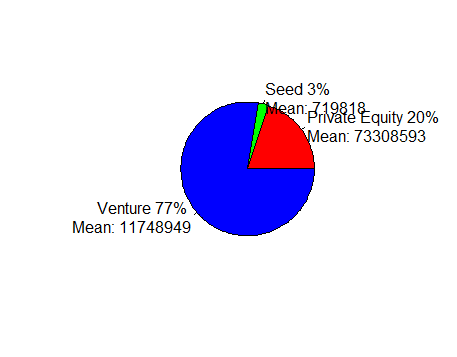 Seed 3%
Mean: 719818
Private Equity 20%
Mean: 73308593
Venture 77%
Mean: 11748949